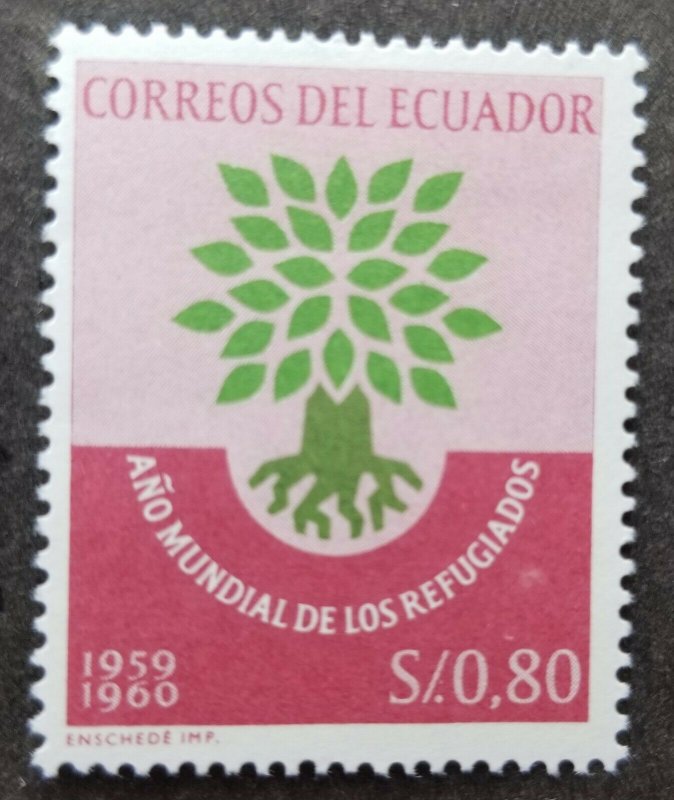 CORREOS DEL ECUADOR
AÑO MUNDIAL DE LOS REFUGIADOS
1959
1960
S/.0,80
ENSCHEDÉ IMP.